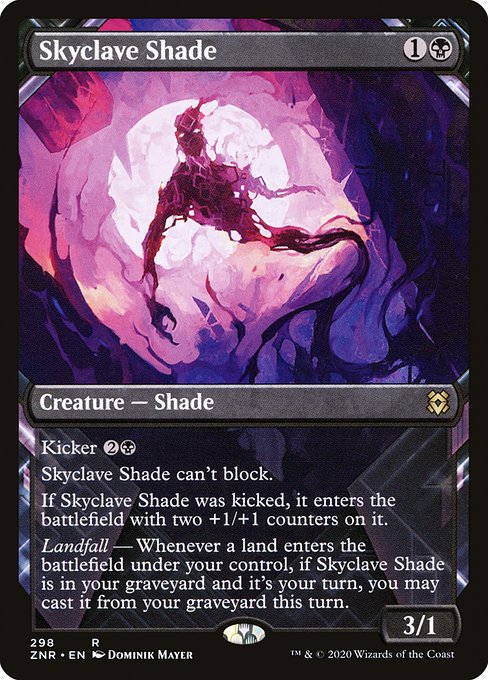 Skyclave Shade 1
Creature — Shade
Kicker 2
Skyclave Shade can't block.
If Skyclave Shade was kicked, it enters the
battlefield with two +1/+1 counters on it.
Landfall — Whenever a land enters the
battlefield under your control, if Skyclave Shade
is in your graveyard and it's your turn, you may
cast it from your graveyard this turn.
3/1
298 R
ZNR • EN Dominik Mayer ™ & © 2020 Wizards of the Coast